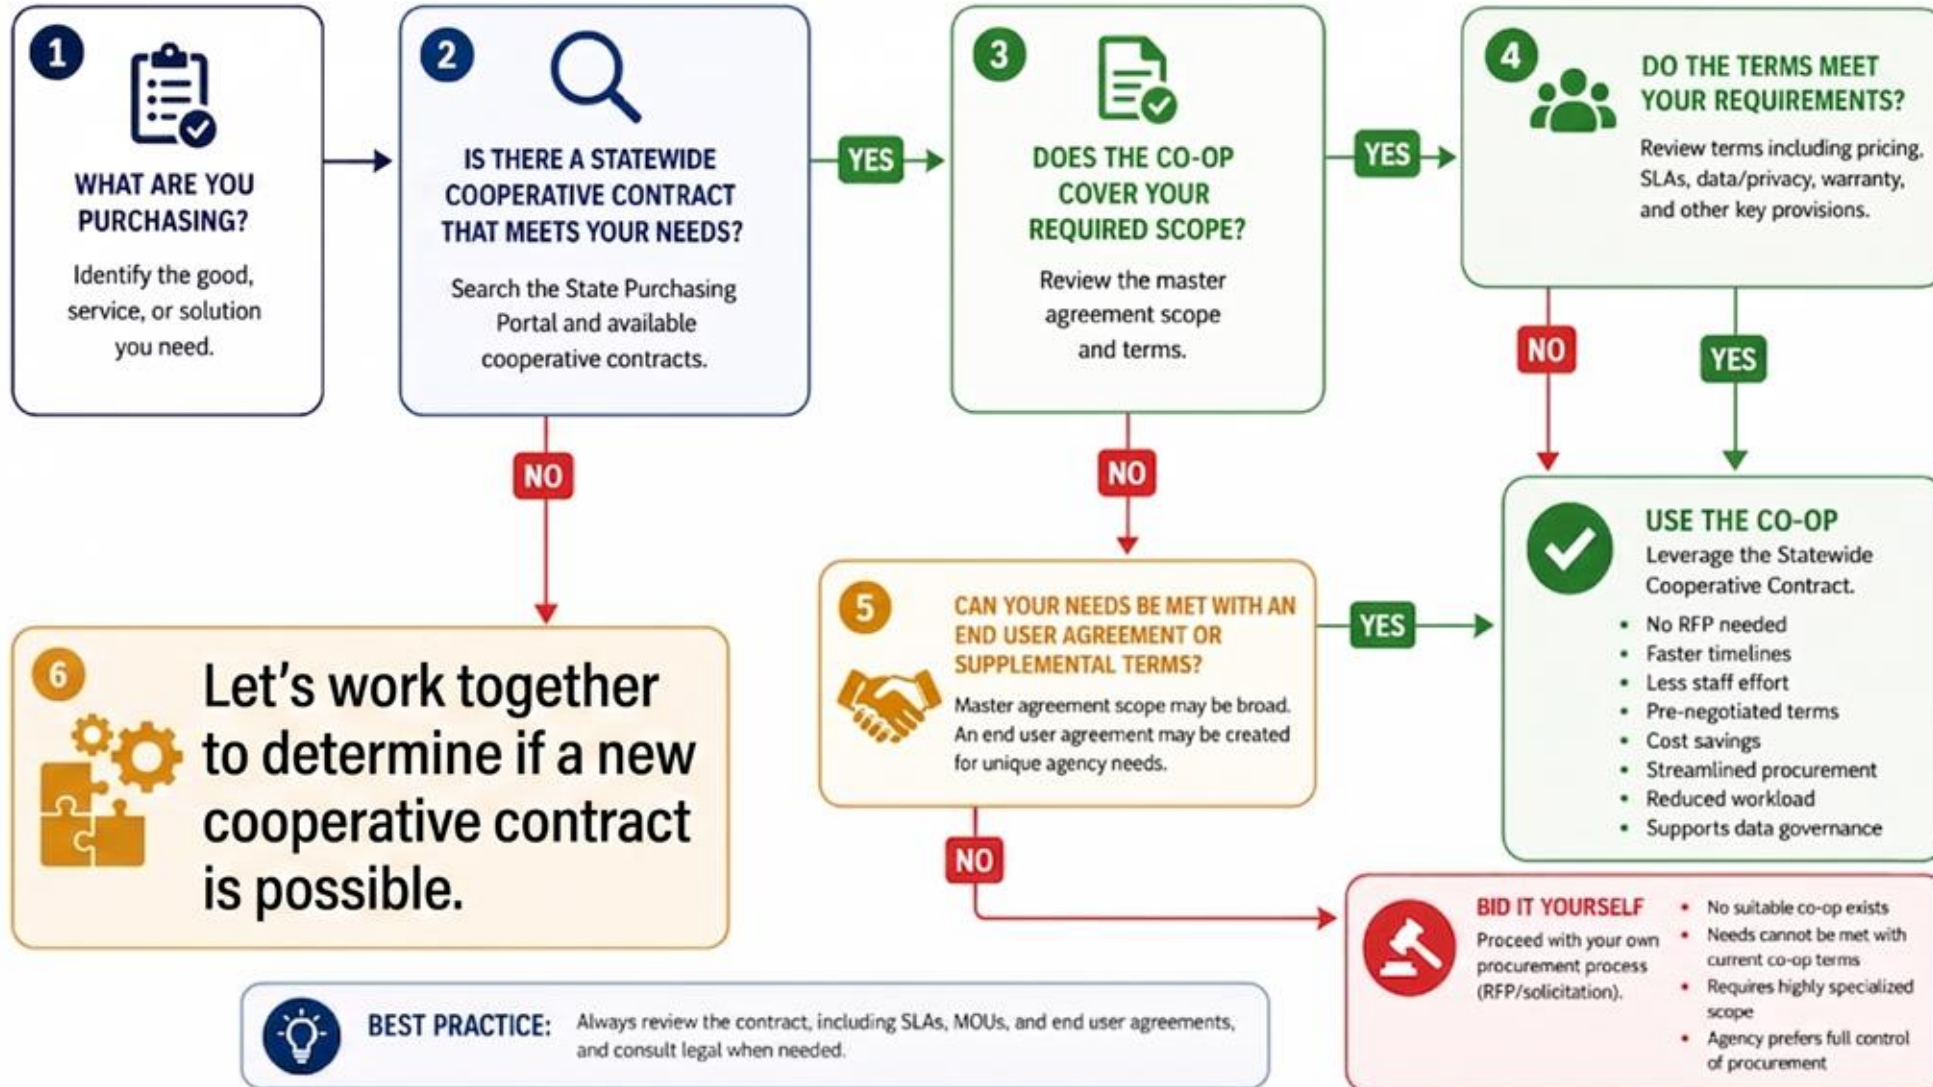 1
WHAT ARE YOU
PURCHASING?
Identify the good,
service, or solution
you need.
2
IS THERE A STATEWIDE
COOPERATIVE CONTRACT
THAT MEETS YOUR NEEDS?
Search the State Purchasing
Portal and available
cooperative contracts.
YES
3
DOES THE CO-OP
COVER YOUR
REQUIRED SCOPE?
Review the master
agreement scope
and terms.
YES
4
DO THE TERMS MEET
YOUR REQUIREMENTS?
Review terms including pricing,
SLAs, data/privacy, warranty,
and other key provisions.
NO
NO
NO
YES
5
CAN YOUR NEEDS BE MET WITH AN
END USER AGREEMENT OR
SUPPLEMENTAL TERMS?
Master agreement scope may be broad.
An end user agreement may be created
for unique agency needs.
YES
USE THE CO-OP
Leverage the Statewide
Cooperative Contract.
• No RFP needed
• Faster timelines
• Less staff effort
• Pre-negotiated terms
• Cost savings
• Streamlined procurement
• Reduced workload
• Supports data governance
6
Let's work together
to determine if a new
cooperative contract
is possible.
NO
BID IT YOURSELF
Proceed with your own
procurement process
(RFP/solicitation).
• No suitable co-op exists
• Needs cannot be met with
current co-op terms
• Requires highly specialized
scope
• Agency prefers full control
of procurement
BEST PRACTICE:
Always review the contract, including SLAs, MOUs, and end user agreements,
and consult legal when needed.